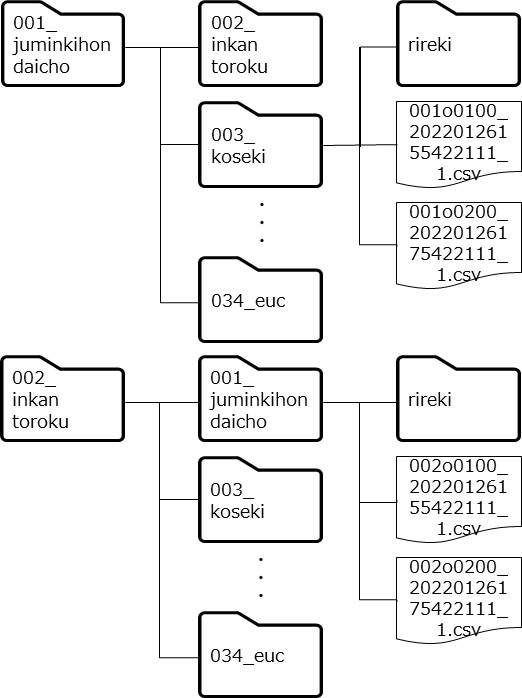 001_
juminkihon
daicho
002_
inkan
toroku
003_
koseki
034_euc
rireki
001o0100_
202201261
55422111_
1.csv
001o0200_
202201261
75422111_
1.csv
002_
inkan
toroku
001_
juminkihon
daicho
003_
koseki
034_euc
rireki
002o0100_
202201261
55422111_
1.csv
002o0200_
202201261
75422111_
1.csv